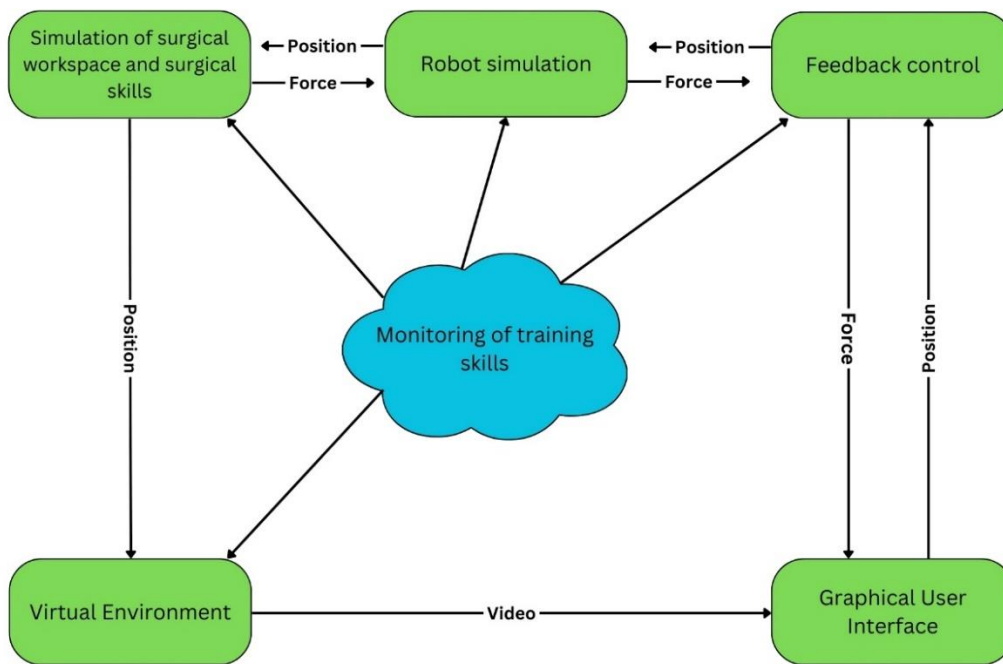 Simulation of surgical
workspace and surgical
skills
Position
Force
Robot simulation
Position
Force
Feedback control
Monitoring of training
skills
Position
Force
Position
Virtual Environment
Video
Graphical User
Interface